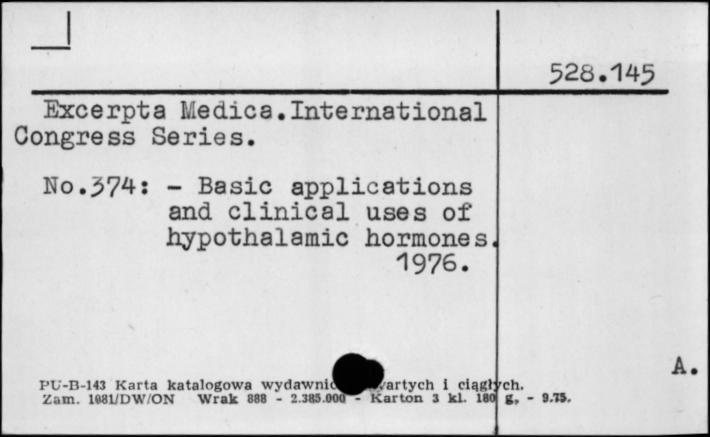 528.145
Excerpta Medica.International
Congress Series.
No.374: - Basic applications
and clinical uses of
hypothalamic hormones.
1976.
A.
PU-B-143 Karta katalogowa wydawnic wartych i ciągłych.
Zam. 1081/DW/ON Wrak 888 - 2.385.000 - Karton 3 kl. 180 g, - 9.75.